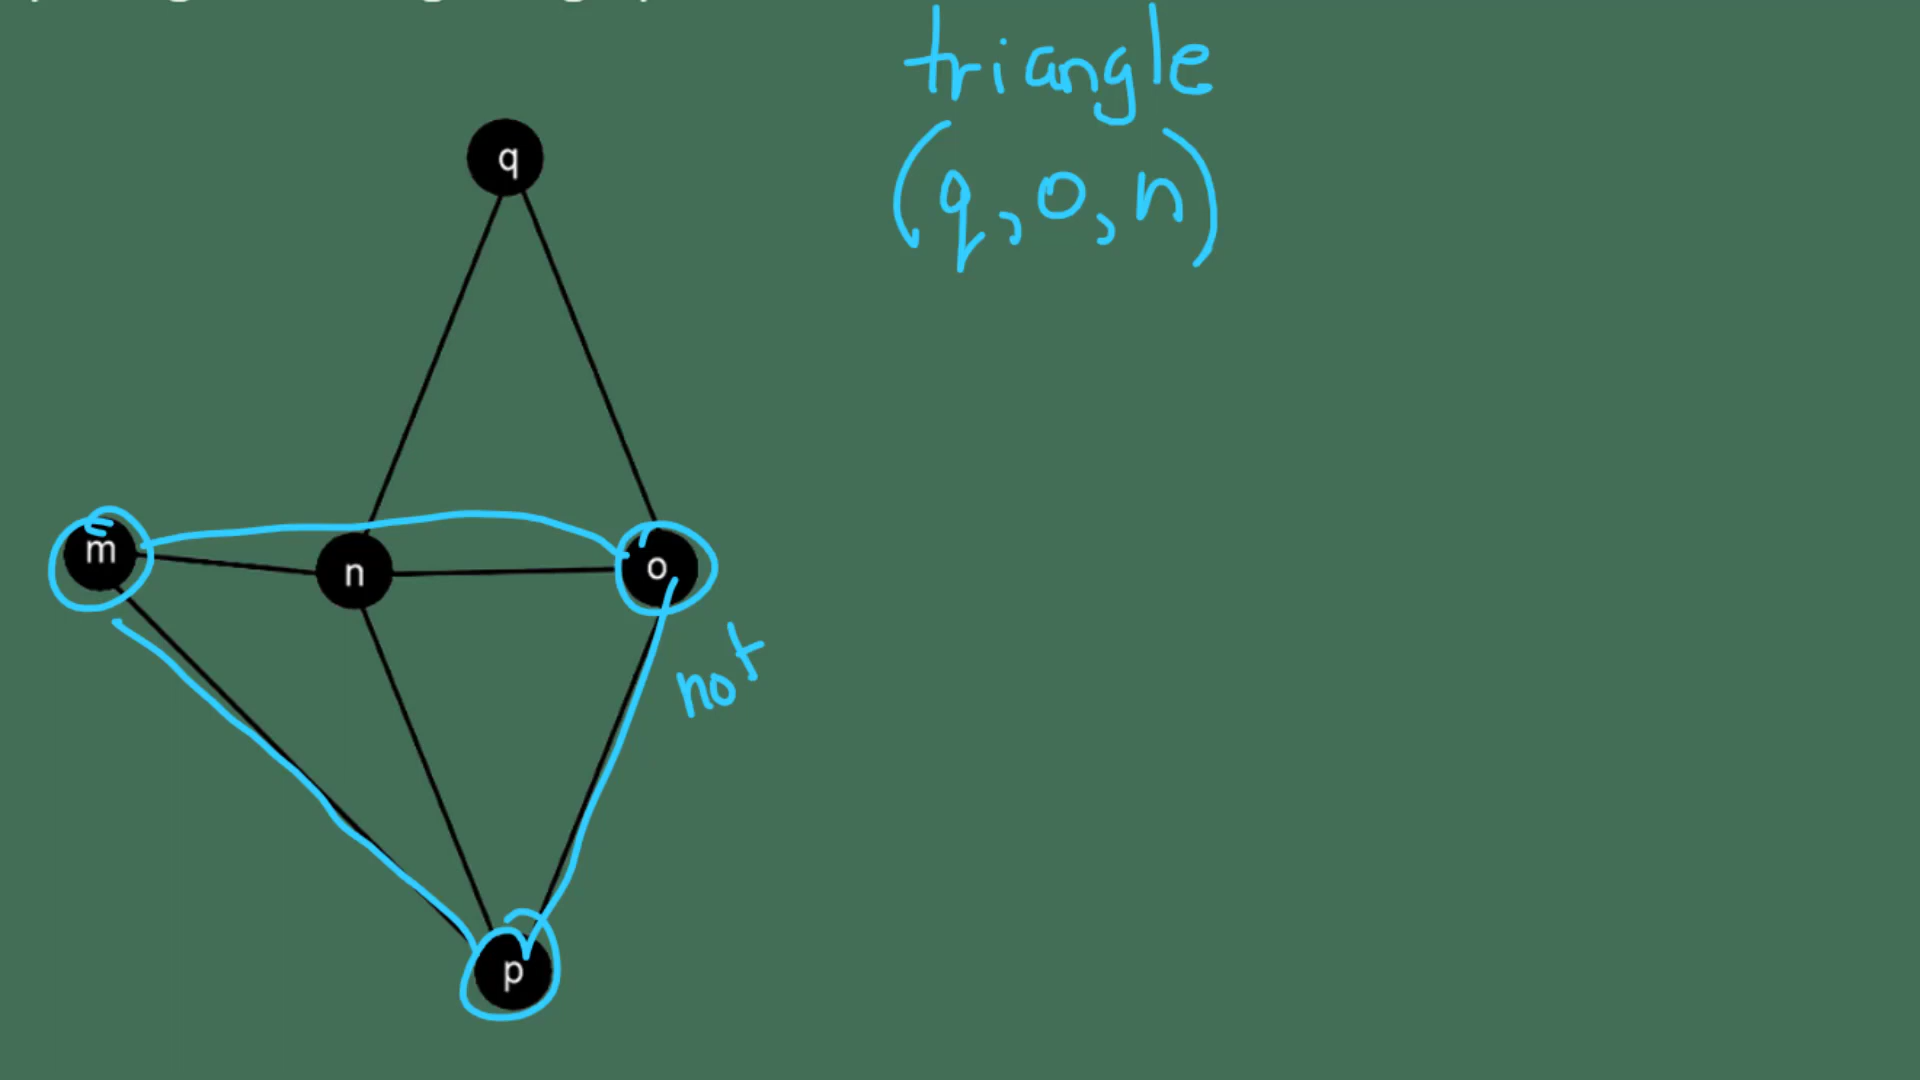 triangle
(q, o, n)
q
m
n
o
not
p